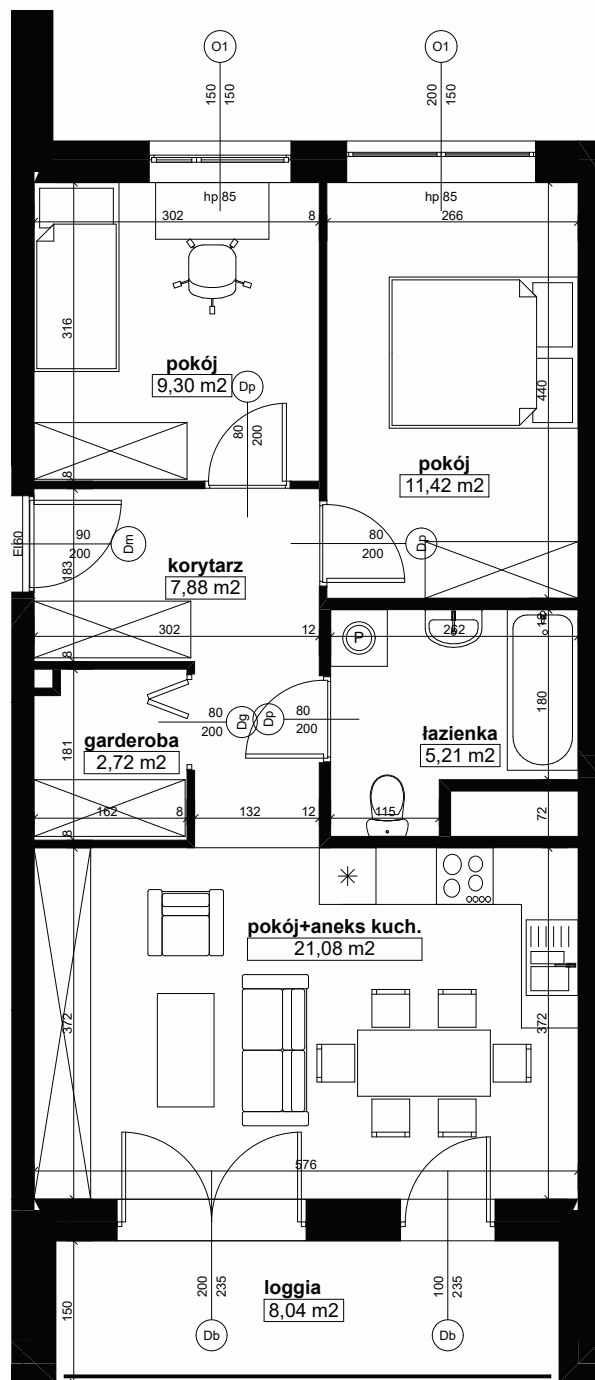 O1
O1
150
150
200
150
hp 85
hp 85
302
8
266
316
pokój
9,30 m2
Dp
440
80
200
pokój
11,42 m2
8
EI60
90
200
Dm
80
200
Dp
183
korytarz
7,88 m2
302
12
P
262
12
8
180
80
200
Dg
Dp
80
200
łazienka
5,21 m2
garderoba
2,72 m2
181
162
8
132
12
115
72
8
pokój+aneks kuch.
21,08 m2
372
372
576
200
235
100
235
loggia
8,04 m2
150
Db
Db